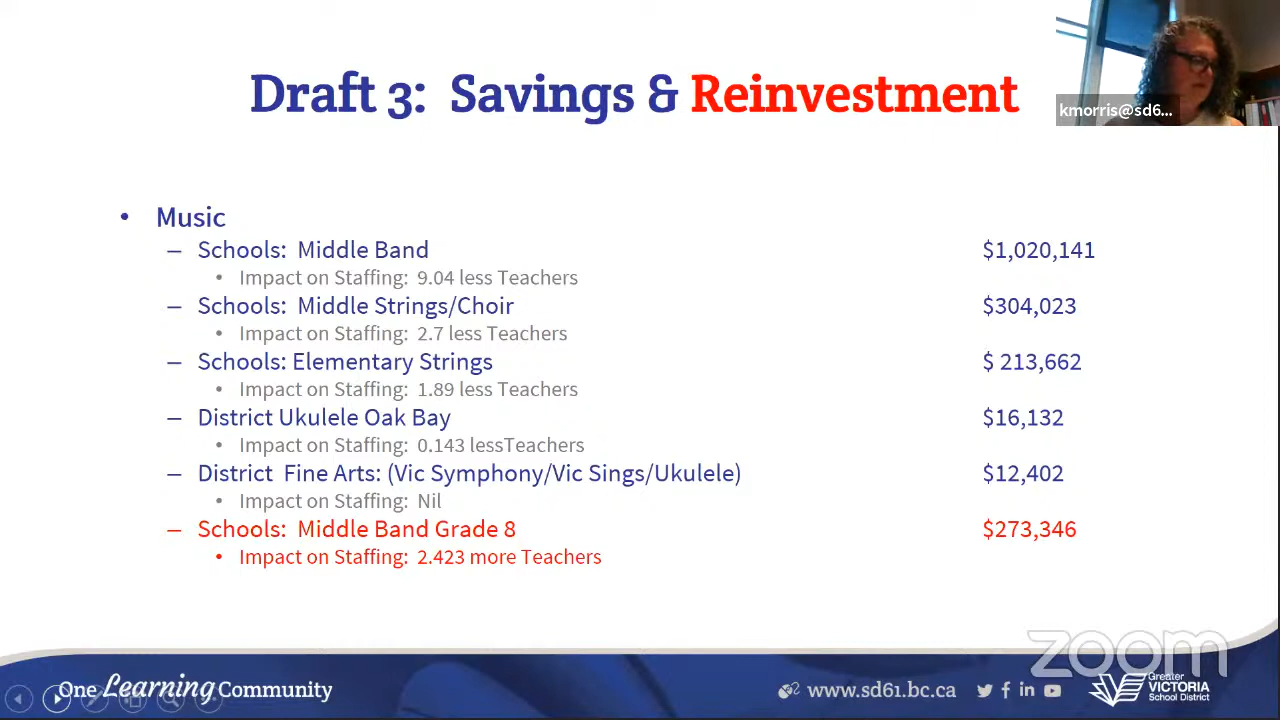 Draft 3: Savings & Reinvestment
kmorris@sd6...
• Music
– Schools: Middle Band $1,020,141
• Impact on Staffing: 9.04 less Teachers
– Schools: Middle Strings/Choir $304,023
• Impact on Staffing: 2.7 less Teachers
– Schools: Elementary Strings $ 213,662
• Impact on Staffing: 1.89 less Teachers
– District Ukulele Oak Bay $16,132
• Impact on Staffing: 0.143 lessTeachers
– District Fine Arts: (Vic Symphony/Vic Sings/Ukulele) $12,402
• Impact on Staffing: Nil
– Schools: Middle Band Grade 8 $273,346
• Impact on Staffing: 2.423 more Teachers
zoom
One Learning Community
www.sd61.bc.ca
Greater
VICTORIA
School District